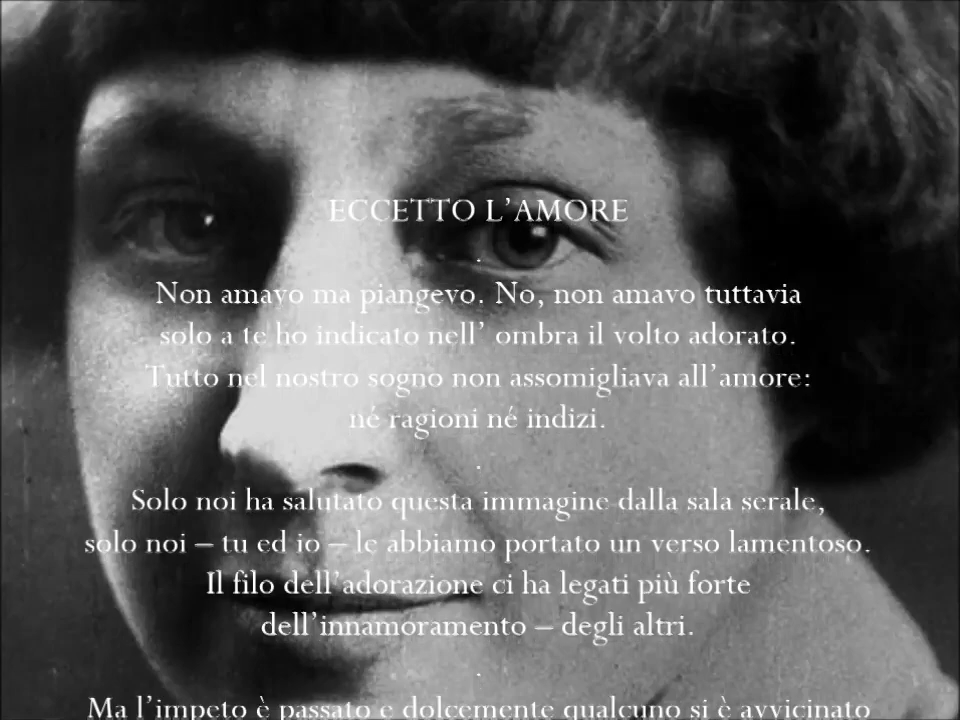 ECCETTO L'AMORE
.
Non amavo ma piangevo. No, non amavo tuttavia
solo a te ho indicato nell' ombra il volto adorato.
Tutto nel nostro sogno non assomigliava all'amore:
né ragioni né indizi.
.
Solo noi ha salutato questa immagine dalla sala serale,
solo noi – tu ed io – le abbiamo portato un verso lamentoso.
Il filo dell'adorazione ci ha legati più forte
dell'innamoramento – degli altri.
.
Ma l'impeto è passato e dolcemente qualcuno si è avvicinato